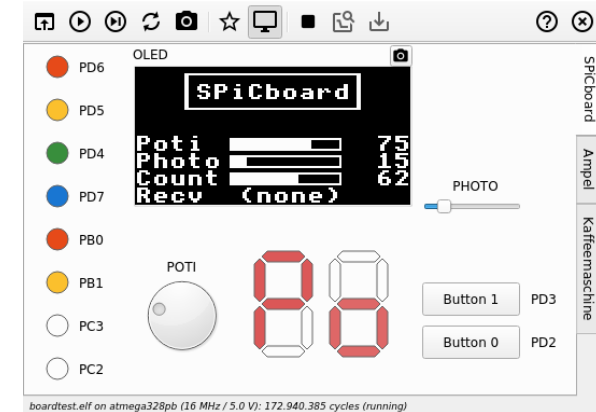 OLED
SPiCboard
Poti 75
Photo 15
Count 62
Recv (none)
PD6
PD5
PD4
PD7
PB0
PB1
PC3
PC2
POTI
Po
PHOTO
Button 1 PD3
Button 0 PD2
SPiCboard
Ampel
Kaffeemaschine
boardtest.elf on atmega328pb (16 MHz / 5.0 V): 172.940.385 cycles (running)